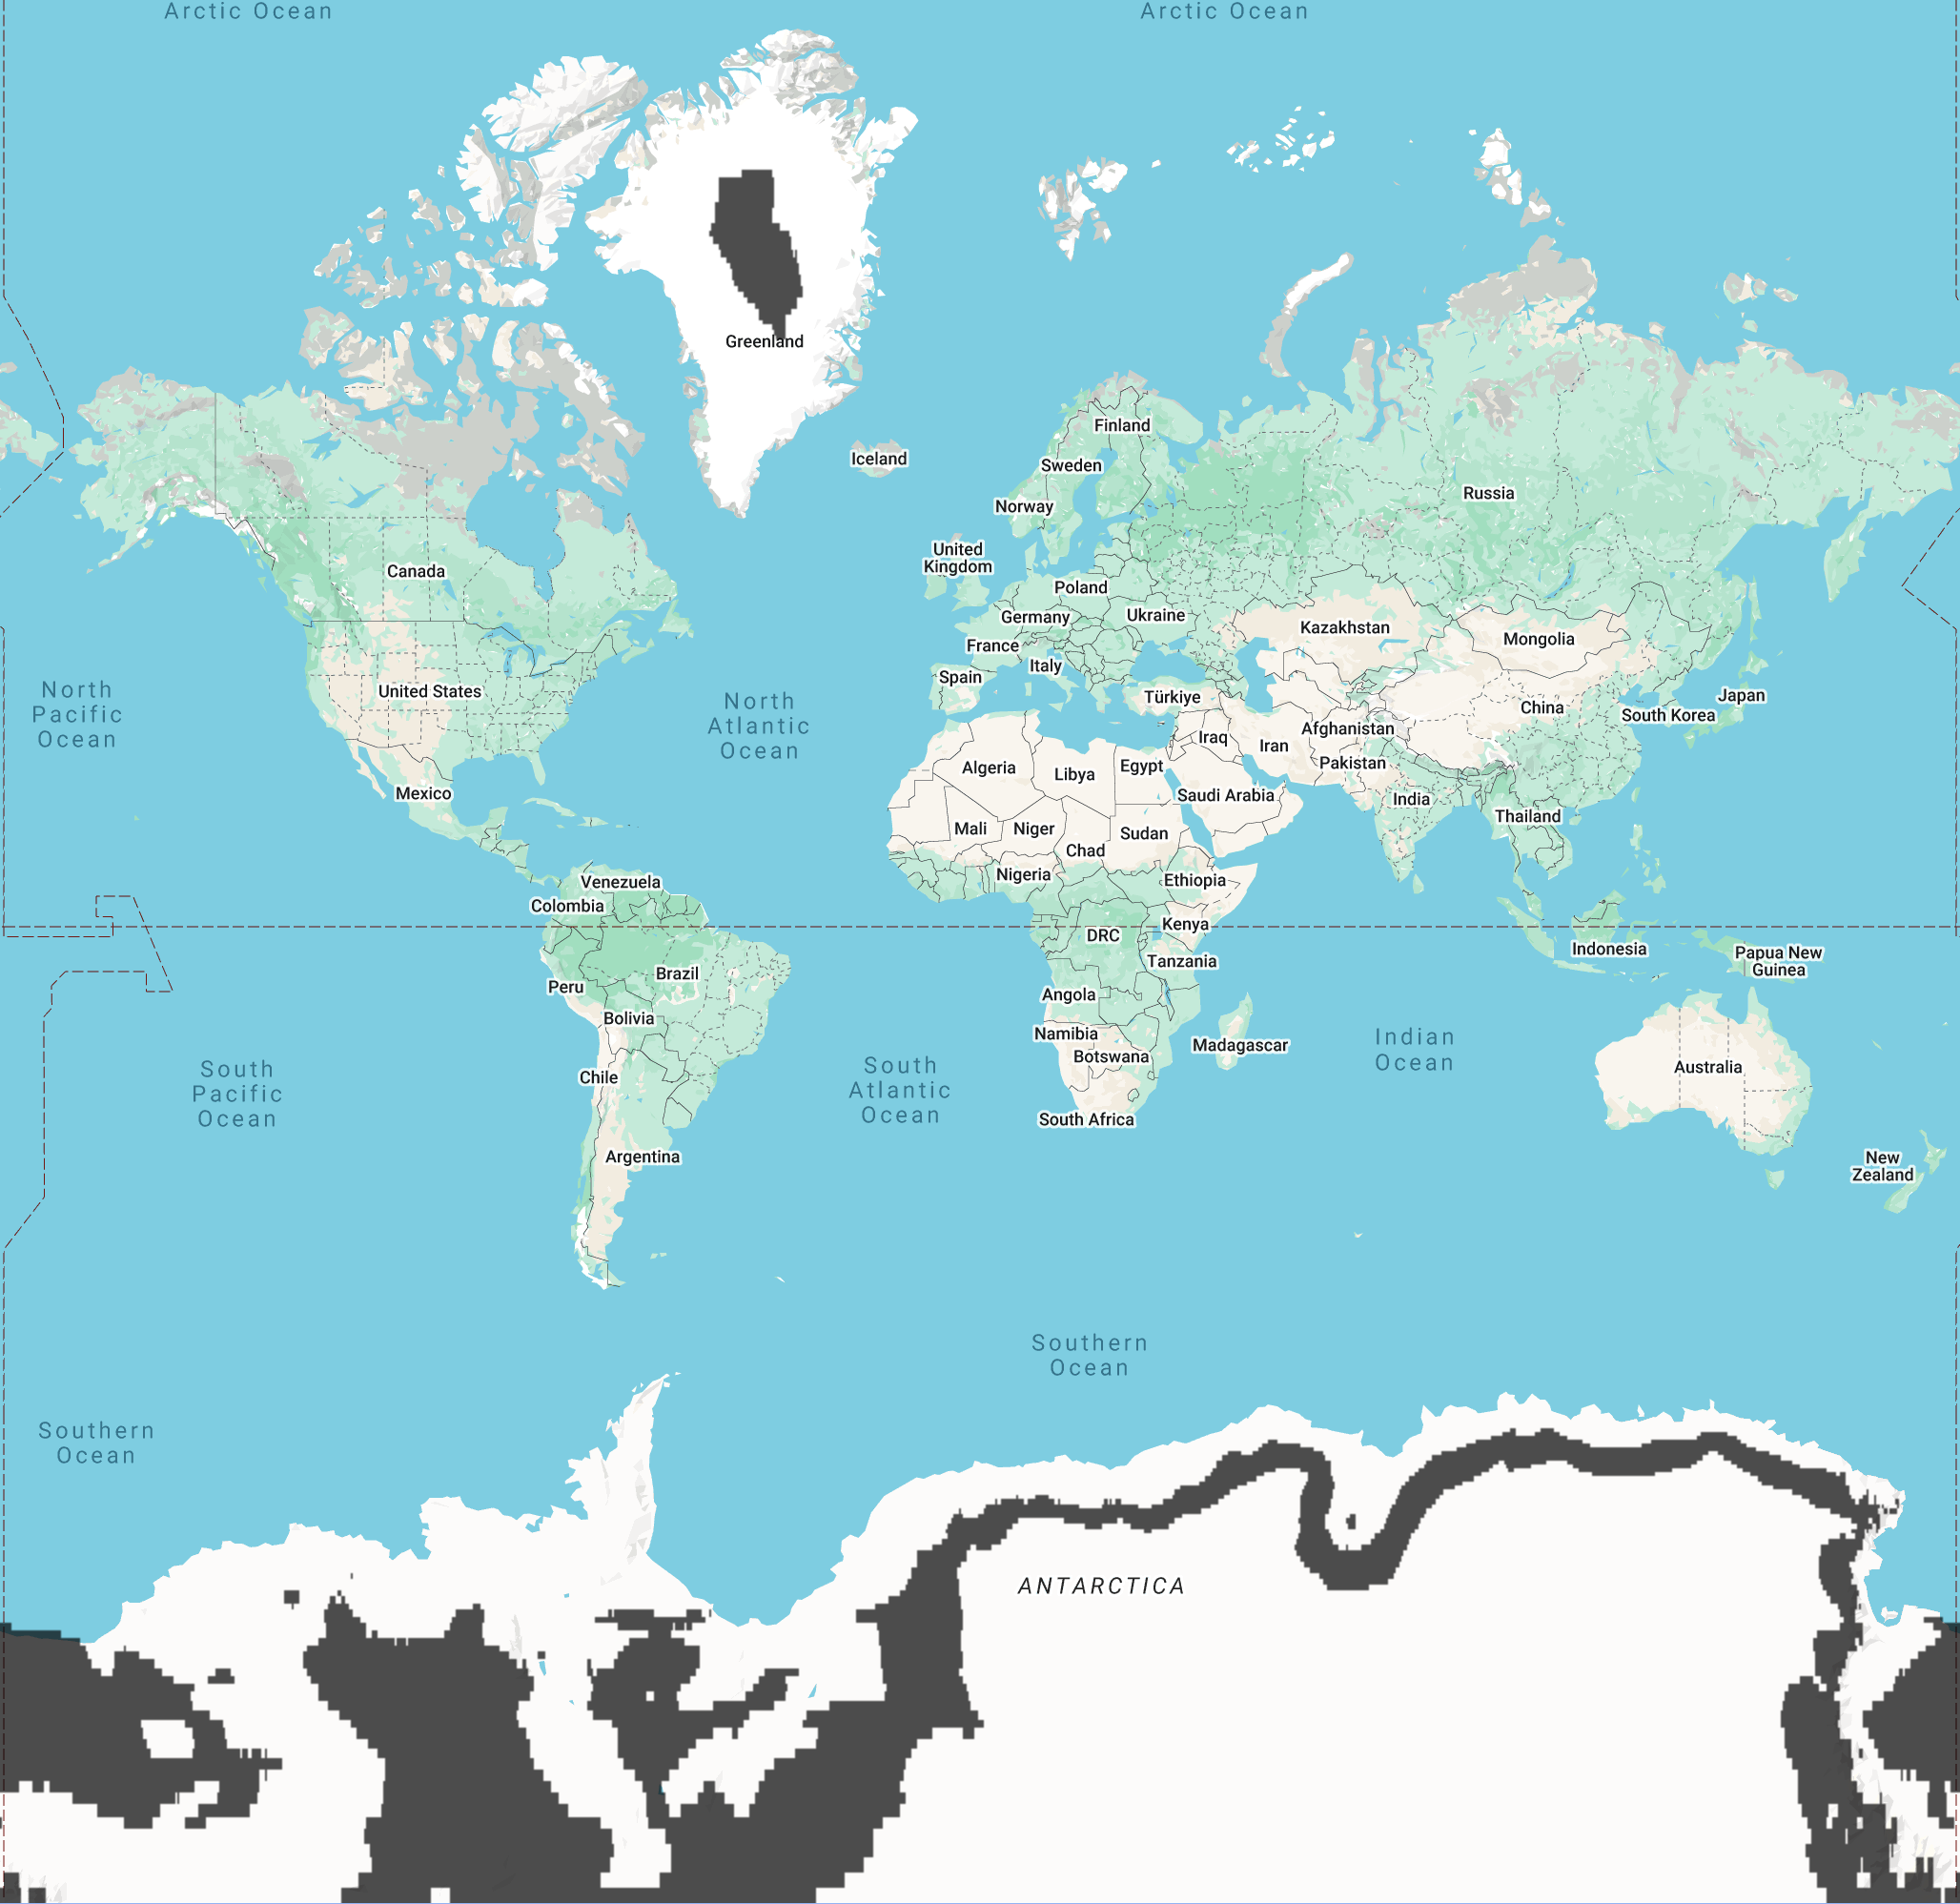 Arctic Ocean
Arctic Ocean
Greenland
Finland
Iceland
Sweden
Russia
Norway
United
Kingdom
Canada
Poland
Germany
Ukraine
Kazakhstan
Mongolia
France
Italy
Spain
United States
North
Pacific
Ocean
North
Atlantic
Ocean
Türkiye
Japan
China
South Korea
Afghanistan
Iraq
Iran
Algeria
Libya
Egypt
Pakistan
Mexico
Saudi Arabia
India
Thailand
Mali
Niger
Sudan
Chad
Venezuela
Nigeria
Ethiopia
Colombia
Kenya
DRC
Indonesia
Papua New
Guinea
Tanzania
Brazil
Peru
Angola
Bolivia
Namibia
Madagascar
Botswana
Indian
Ocean
Australia
Chile
South
Pacific
Ocean
South
Atlantic
Ocean
South Africa
Argentina
New
Zealand
Southern
Ocean
Southern
Ocean
ANTARCTICA